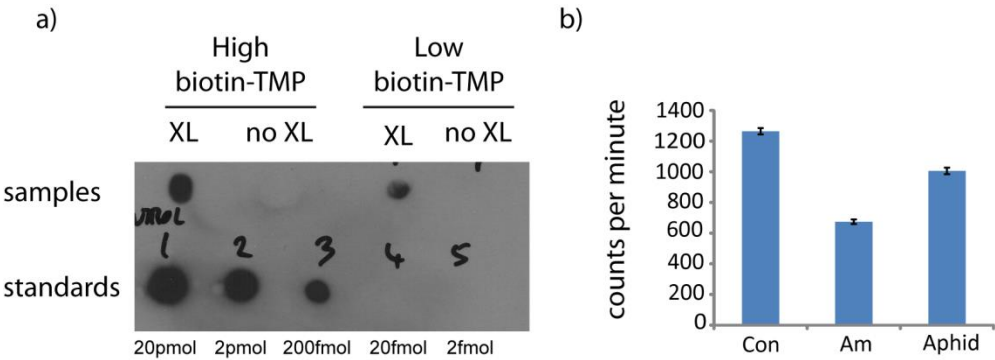 a)
High
biotin-TMP
Low
biotin-TMP
XL
no XL
XL
no XL
samples
1
2
3
4
5
standards
20pmol
2pmol
200fmol
20fmol
2fmol
b)
counts per minute
1400
1200
1000
800
600
400
200
0
Con
Am
Aphid